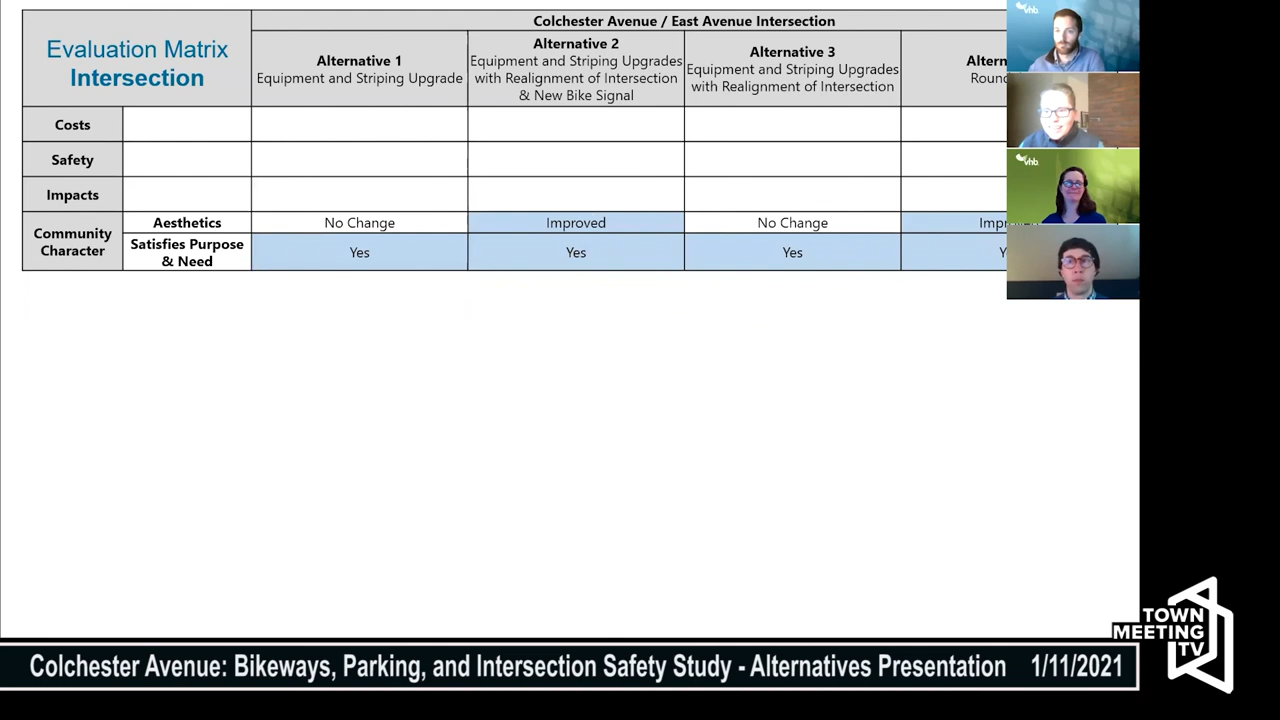 Evaluation Matrix
Intersection
Colchester Avenue / East Avenue Intersection
Alternative 1
Equipment and Striping Upgrade
Alternative 2
Equipment and Striping Upgrades
with Realignment of Intersection
& New Bike Signal
Alternative 3
Equipment and Striping Upgrades
with Realignment of Intersection
Costs
Safety
Impacts
Community
Character
Aesthetics
No Change
Improved
No Change
Satisfies Purpose
& Need
Yes
Yes
Yes
vhb
vhb
TOWN
MEETING
TV
Colchester Avenue: Bikeways, Parking, and Intersection Safety Study - Alternatives Presentation 1/11/2021